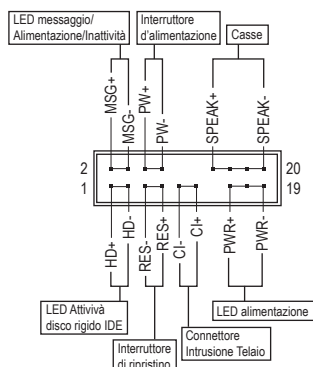 LED messaggio/
Alimentazione/Inattività
Interruttore
d'alimentazione
Casse
MSG+
MSG-
PW+
PW-
SPEAK+
SPEAK-
2
20
1
19
HD+
HD-
RES-
RES+
CI-
CI+
PWR+
PWR-
LED Attivivà
disco rigido IDE
LED alimentazione
Interruttore
di ripristino
Connettore
Intrusione Telaio